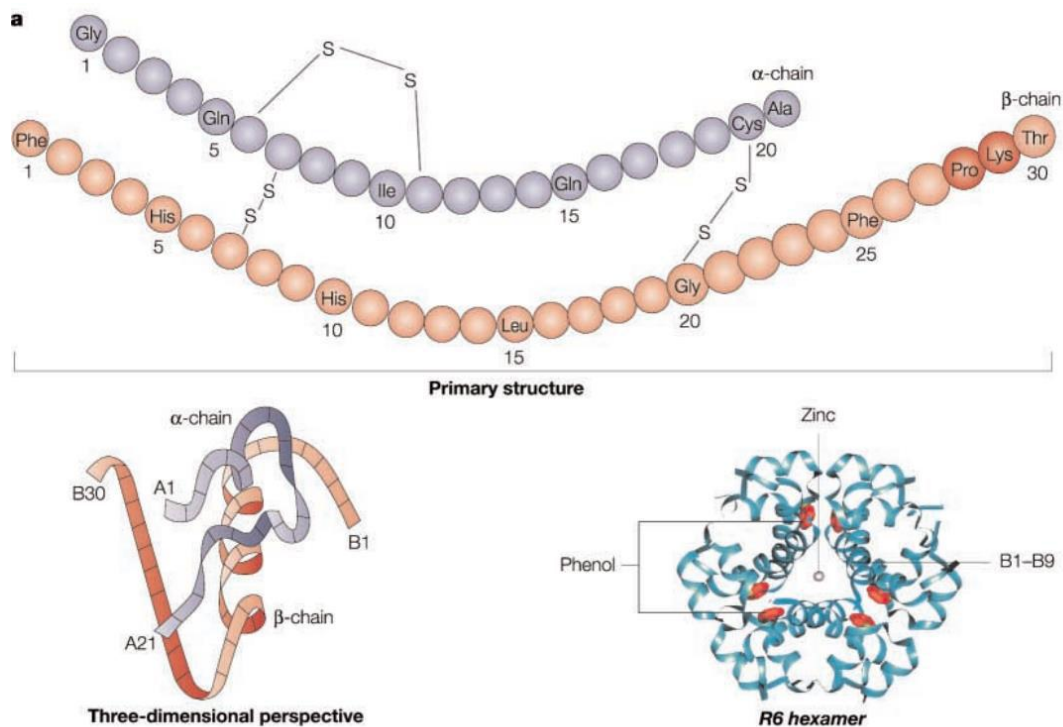 a
Gly
1
S
S
α-chain
Gln
5
Cys
20
Ala
β-chain
Phe
1
Ile
10
Gln
15
Pro
Lys
Thr
30
S
S
S
S
His
5
Phe
25
His
10
Leu
15
Gly
20
Primary structure
α-chain
B30
A1
B1
A21
β-chain
Three-dimensional perspective
Zinc
Phenol
B1–B9
R6 hexamer